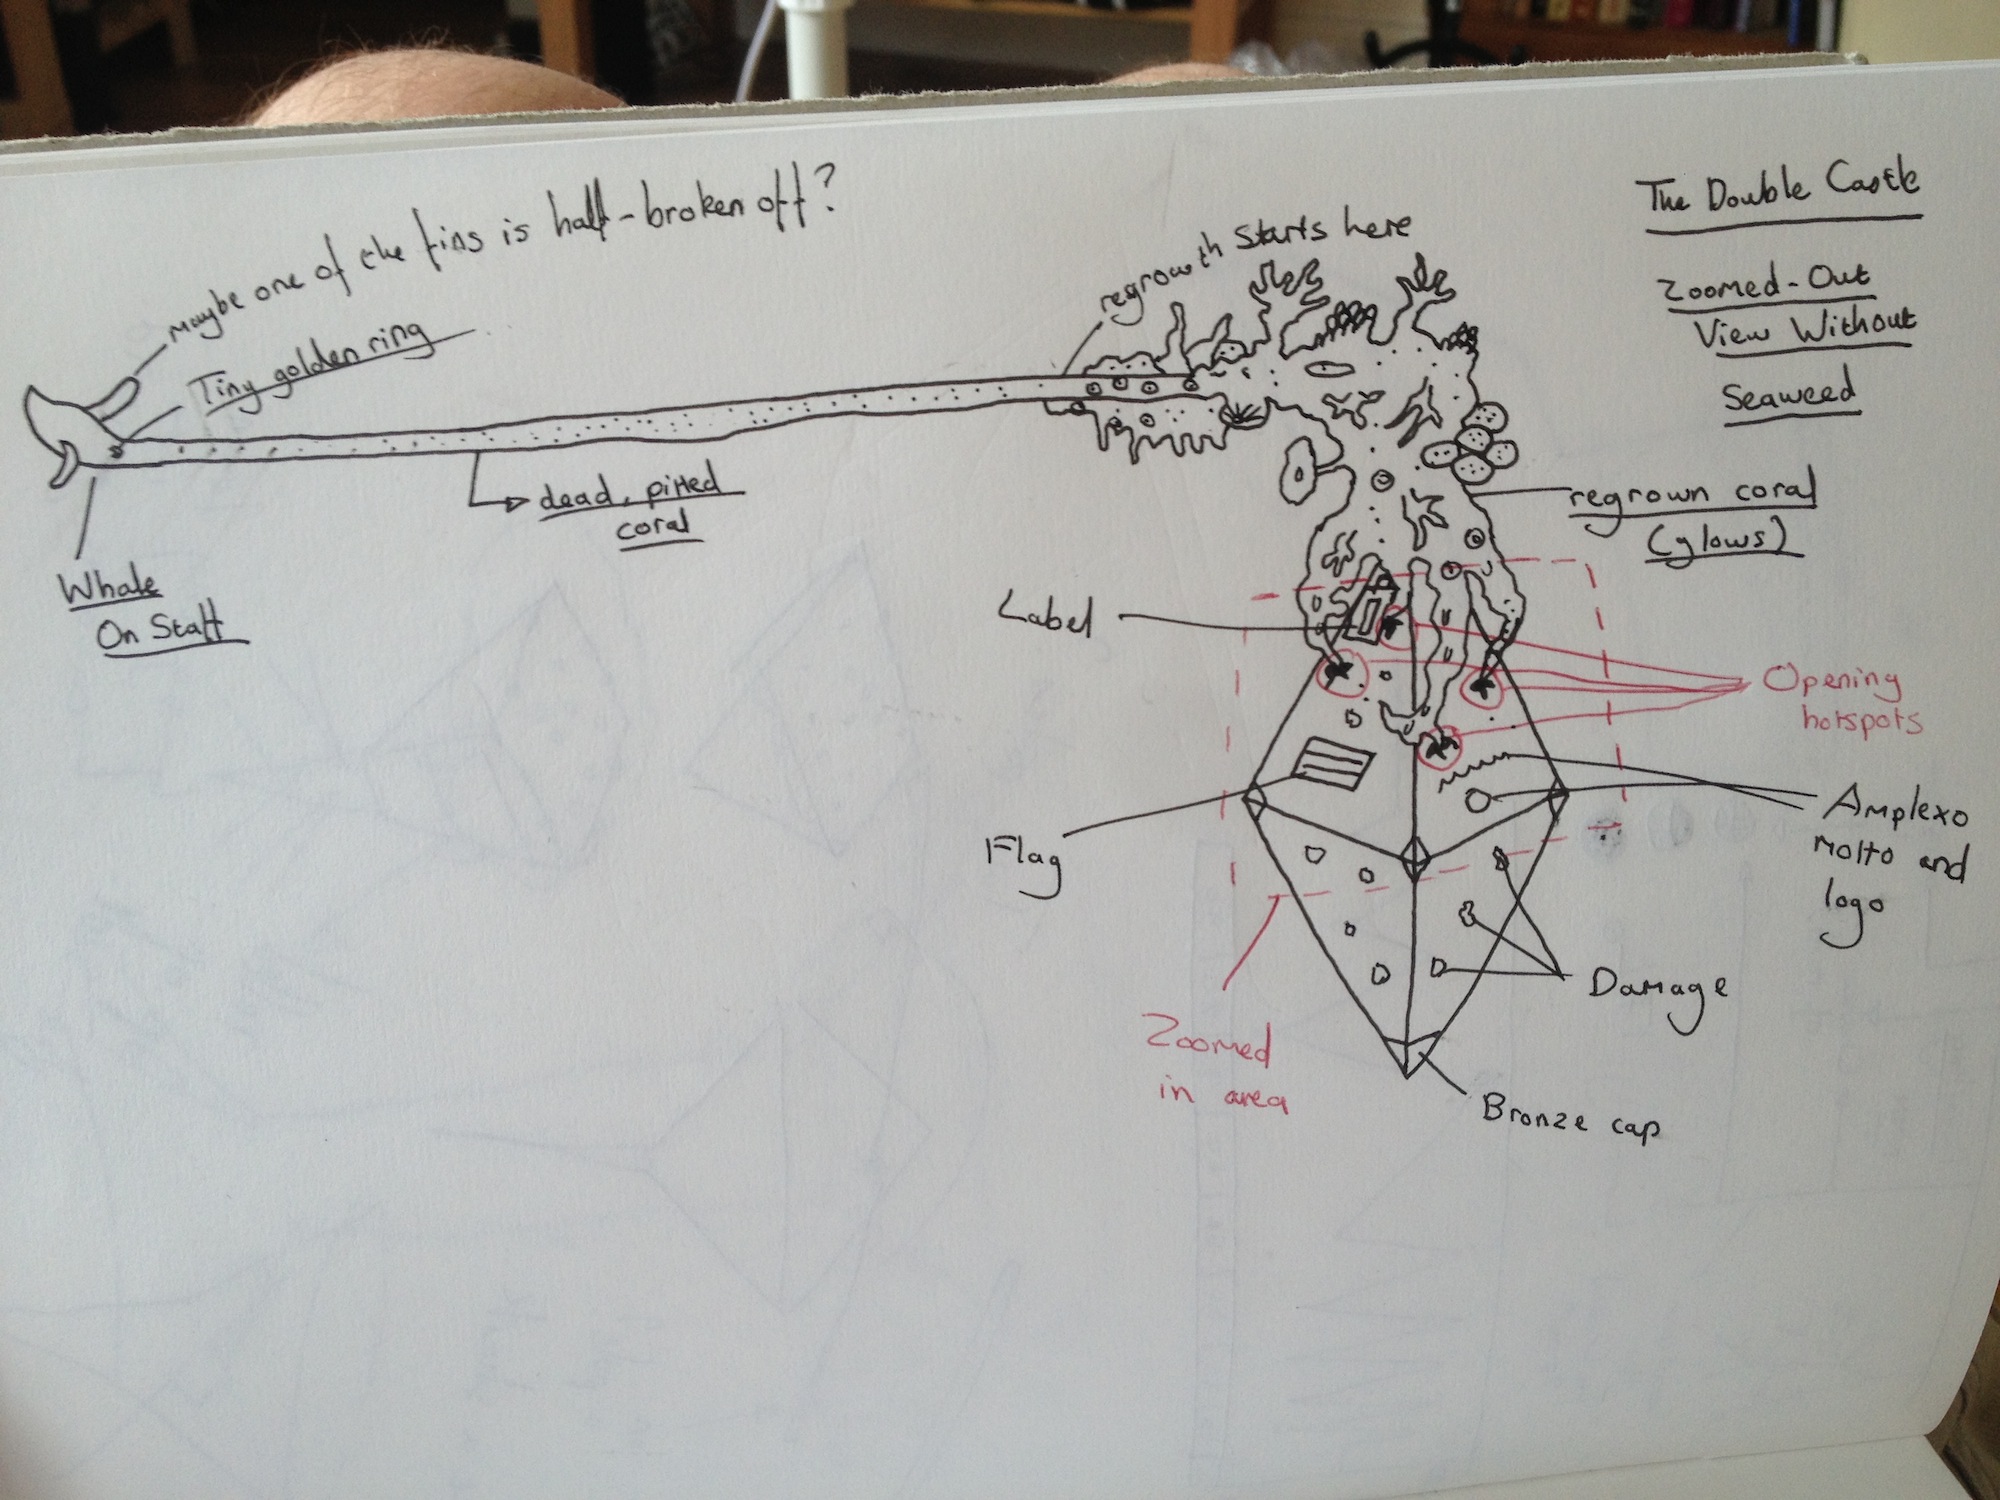 Maybe one of the fins is half-broken off?
Tiny golden ring
regrowth starts here
The Double Castle
Zoomed-Out
View Without
Seaweed
dead, pitted
coral
regrown coral
(glows)
Whale
On Staff
Label
Opening
hotspots
Flag
Amplexo
Motto and
logo
Damage
Zoomed
in area
Bronze cap